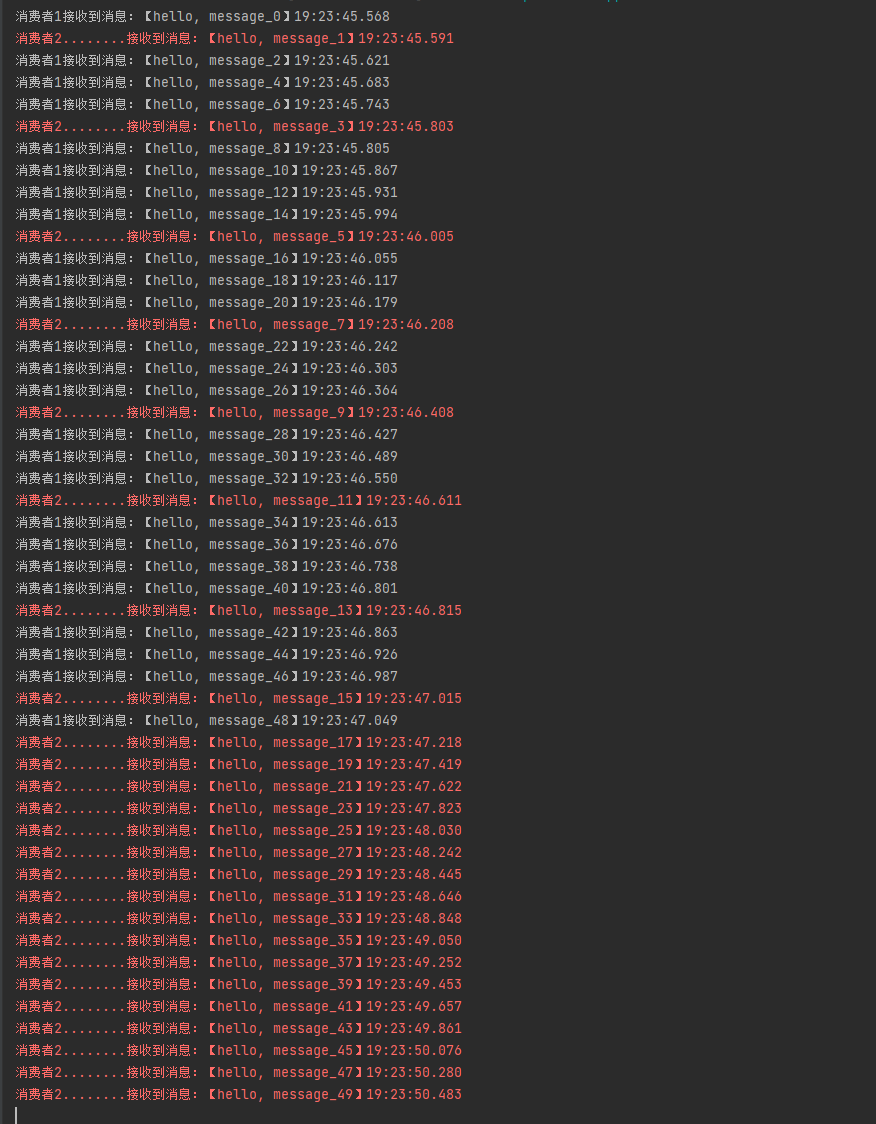 消费者1接收到消息:【hello, message_0】19:23:45.568
消费者2........接收到消息:【hello, message_1】19:23:45.591
消费者1接收到消息:【hello, message_2】19:23:45.621
消费者1接收到消息:【hello, message_4】19:23:45.683
消费者1接收到消息:【hello, message_6】19:23:45.743
消费者2........接收到消息:【hello, message_3】19:23:45.803
消费者1接收到消息:【hello, message_8】19:23:45.805
消费者1接收到消息:【hello, message_10】19:23:45.867
消费者1接收到消息:【hello, message_12】19:23:45.931
消费者1接收到消息:【hello, message_14】19:23:45.994
消费者2........接收到消息:【hello, message_5】19:23:46.005
消费者1接收到消息:【hello, message_16】19:23:46.055
消费者1接收到消息:【hello, message_18】19:23:46.117
消费者1接收到消息:【hello, message_20】19:23:46.179
消费者2........接收到消息:【hello, message_7】19:23:46.208
消费者1接收到消息:【hello, message_22】19:23:46.242
消费者1接收到消息:【hello, message_24】19:23:46.303
消费者1接收到消息:【hello, message_26】19:23:46.364
消费者2........接收到消息:【hello, message_9】19:23:46.408
消费者1接收到消息:【hello, message_28】19:23:46.427
消费者1接收到消息:【hello, message_30】19:23:46.489
消费者1接收到消息:【hello, message_32】19:23:46.550
消费者2........接收到消息:【hello, message_11】19:23:46.611
消费者1接收到消息:【hello, message_34】19:23:46.613
消费者1接收到消息:【hello, message_36】19:23:46.676
消费者1接收到消息:【hello, message_38】19:23:46.738
消费者1接收到消息:【hello, message_40】19:23:46.801
消费者2........接收到消息:【hello, message_13】19:23:46.815
消费者1接收到消息:【hello, message_42】19:23:46.863
消费者1接收到消息:【hello, message_44】19:23:46.926
消费者1接收到消息:【hello, message_46】19:23:46.987
消费者2........接收到消息:【hello, message_15】19:23:47.015
消费者1接收到消息:【hello, message_48】19:23:47.049
消费者2........接收到消息:【hello, message_17】19:23:47.218
消费者2........接收到消息:【hello, message_19】19:23:47.419
消费者2........接收到消息:【hello, message_21】19:23:47.622
消费者2........接收到消息:【hello, message_23】19:23:47.823
消费者2........接收到消息:【hello, message_25】19:23:48.030
消费者2........接收到消息:【hello, message_27】19:23:48.242
消费者2........接收到消息:【hello, message_29】19:23:48.445
消费者2........接收到消息:【hello, message_31】19:23:48.646
消费者2........接收到消息:【hello, message_33】19:23:48.848
消费者2........接收到消息:【hello, message_35】19:23:49.050
消费者2........接收到消息:【hello, message_37】19:23:49.252
消费者2........接收到消息:【hello, message_39】19:23:49.453
消费者2........接收到消息:【hello, message_41】19:23:49.657
消费者2........接收到消息:【hello, message_43】19:23:49.861
消费者2........接收到消息:【hello, message_45】19:23:50.076
消费者2........接收到消息:【hello, message_47】19:23:50.280
消费者2........接收到消息:【hello, message_49】19:23:50.483